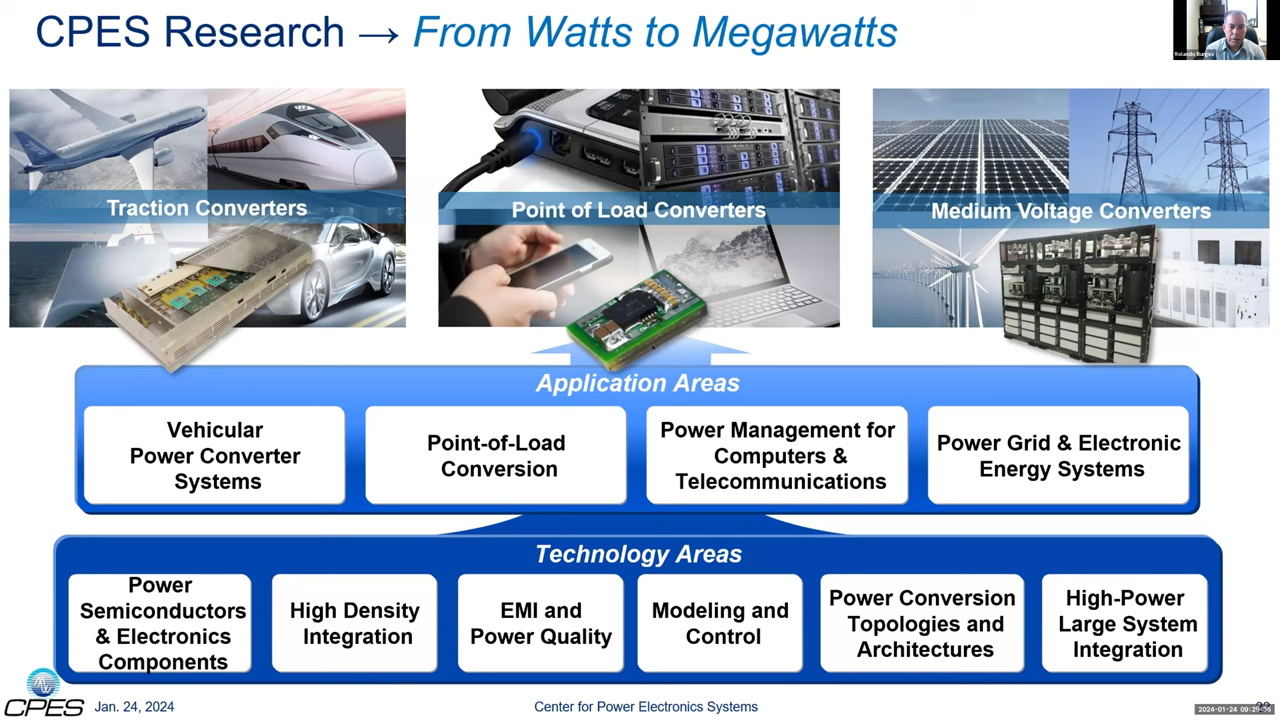 CPES Research → From Watts to Megawatts
Rolando Burgos
Traction Converters
Point of Load Converters
Medium Voltage Converters
Application Areas
Vehicular
Power Converter
Systems
Point-of-Load
Conversion
Power Management for
Computers &
Telecommunications
Power Grid & Electronic
Energy Systems
Technology Areas
Power
Semiconductors
& Electronics
Components
High Density
Integration
EMI and
Power Quality
Modeling and
Control
Power Conversion
Topologies and
Architectures
High-Power
Large System
Integration
CPES
Jan. 24, 2024
Center for Power Electronics Systems